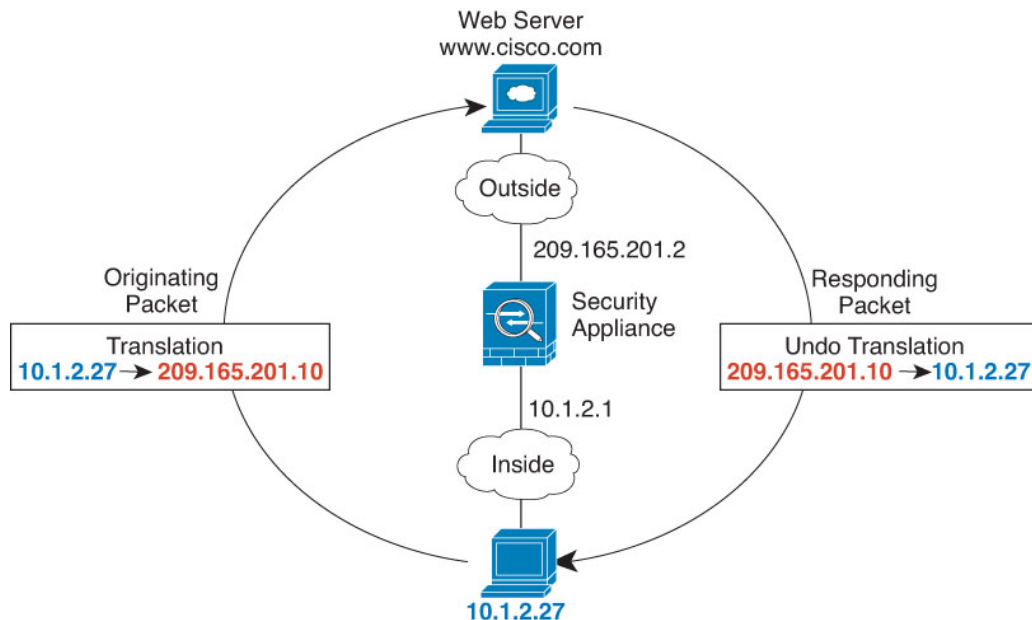 Web Server
www.cisco.com
Outside
209.165.201.2
Originating
Packet
Translation
10.1.2.27 209.165.201.10
Security
Appliance
Responding
Packet
Undo Translation
209.165.201.10 10.1.2.27
10.1.2.1
Inside
10.1.2.27